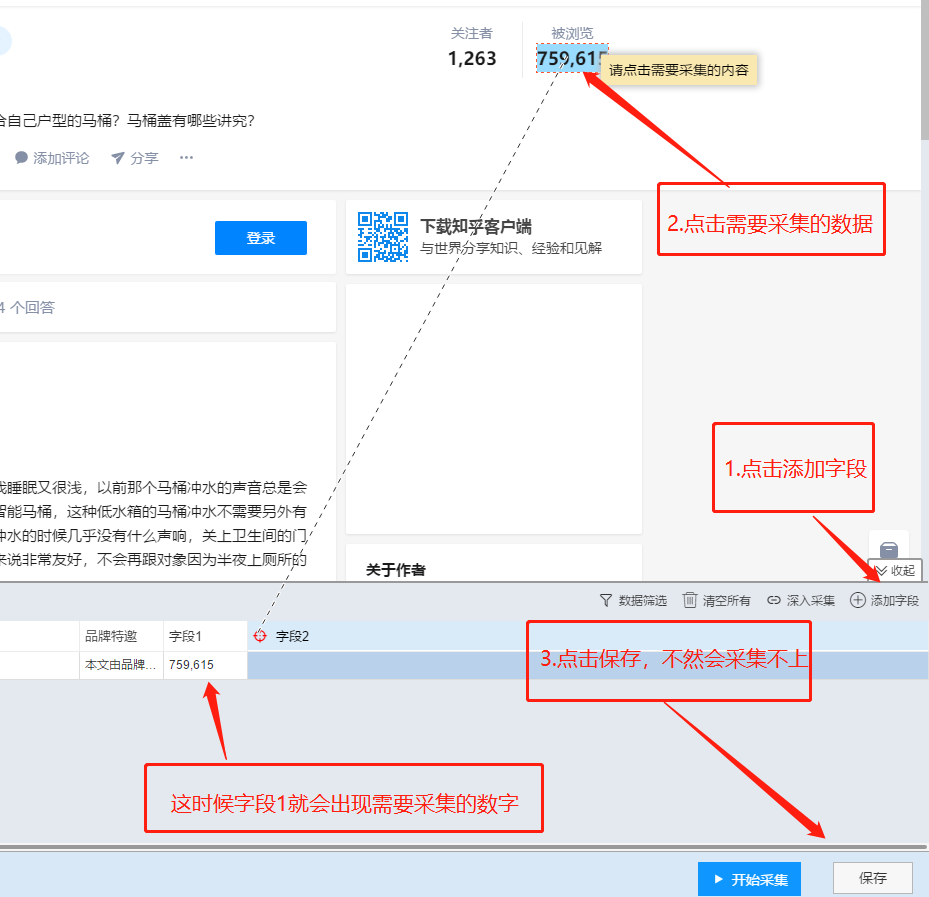 关注者
被浏览
1,263
759,615
请点击需要采集的内容
合自己户型的马桶？马桶盖有哪些讲究？
添加评论
分享
2.点击需要采集的数据
登录
下载知乎客户端
与世界分享知识、经验和见解
4 个回答
1.点击添加字段
我睡眠又很浅，以前那个马桶冲水的声音总是会
智能马桶，这种低水箱的马桶冲水不需要另外有
冲水的时候几乎没有什么声响，关上卫生间的门
来说非常友好，不会再跟对象因为半夜上厕所的
关于作者
收起
数据筛选
清空所有
深入采集
添加字段
品牌特邀
字段1
字段2
本文由品牌...
759,615
3.点击保存，不然会采集不上
这时候字段1就会出现需要采集的数字
开始采集
保存